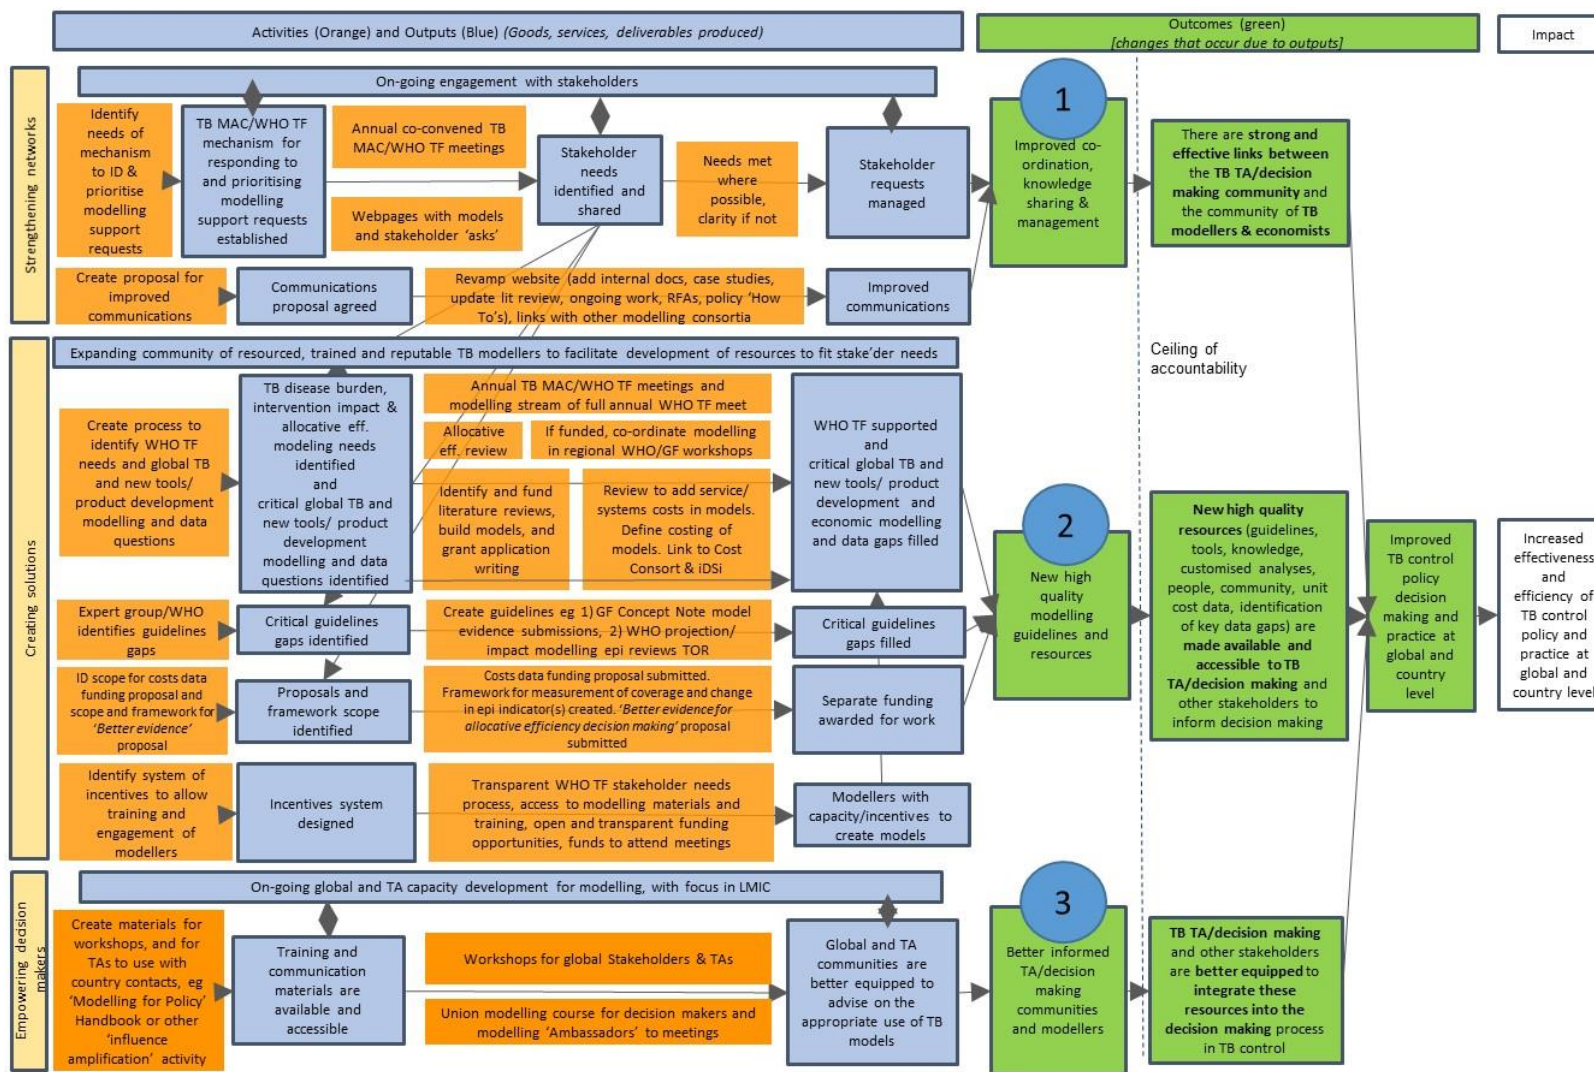 Activities (Orange) and Outputs (Blue) (Goods, services, deliverables produced)
Outcomes (green)
[changes that occur due to outputs]
Impact
Strengthening networks
On-going engagement with stakeholders
Identify
needs of
mechanism
to ID &
prioritise
modelling
support
requests
TB MAC/WHO TF
mechanism for
responding to
and prioritising
modelling
support requests
established
Annual co-convened TB
MAC/WHO TF meetings
Webpages with models
and stakeholder ‘asks’
Stakeholder
needs
identified and
shared
Needs met
where
possible,
clarity if not
Stakeholder
requests
managed
1
Improved co-
ordination,
knowledge
sharing &
management
There are strong and
effective links between
the TB TA/decision
making community and
the community of TB
modellers & economists
Create proposal for
improved
communications
Communications
proposal agreed
Revamp website (add internal docs, case studies,
update lit review, ongoing work, RFAs, policy ‘How
To’s), links with other modelling consortia
Improved
communications
Ceiling of
accountability
Creating solutions
Expanding community of resourced, trained and reputable TB modellers to facilitate development of resources to fit stake’der needs
Create process to
identify WHO TF
needs and global TB
and new tools/
product development
modelling and data
questions
TB disease burden,
intervention impact &
allocative eff.
modeling needs
identified
and
critical global TB and
new tools/ product
development
modelling and data
questions identified
Annual TB MAC/WHO TF meetings and
modelling stream of full annual WHO TF meet
Allocative
eff. review
If funded, co-ordinate modelling
in regional WHO/GF workshops
Identify and fund
literature reviews,
build models, and
grant application
writing
Review to add service/
systems costs in models.
Define costing of
models. Link to Cost
Consort & iDSi
WHO TF supported
and
critical global TB and
new tools/ product
development and
economic modelling
and data gaps filled
2
New high
quality
modelling
guidelines and
resources
New high quality
resources (guidelines,
tools, knowledge,
customised analyses,
people, community, unit
cost data, identification
of key data gaps) are
made available and
accessible to TB
TA/decision making and
other stakeholders to
inform decision making
Improved
TB control
policy
decision
making and
practice at
global and
country
level
Increased
effectiveness
and
efficiency of
TB control
policy and
practice at
global and
country level
Expert group/WHO
identifies guidelines
gaps
Critical guidelines
gaps identified
Create guidelines eg 1) GF Concept Note model
evidence submissions, 2) WHO projection/
impact modelling epi reviews TOR
Critical guidelines
gaps filled
ID scope for costs data
funding proposal and
scope and framework for
‘Better evidence’
proposal
Proposals and
framework scope
identified
Costs data funding proposal submitted.
Framework for measurement of coverage and change
in epi indicator(s) created. ‘Better evidence for
allocative efficiency decision making’ proposal
submitted
Separate funding
awarded for work
Identify system of
incentives to allow
training and
engagement of
modellers
Incentives system
designed
Transparent WHO TF stakeholder needs
process, access to modelling materials and
training, open and transparent funding
opportunities, funds to attend meetings
Modellers with
capacity/incentives to
create models
Empowering decision
makers
On-going global and TA capacity development for modelling, with focus in LMIC
Create materials for
workshops, and for
TAs to use with
country contacts, eg
‘Modelling for Policy’
Handbook or other
‘influence
amplification’ activity
Training and
communication
materials are
available and
accessible
Workshops for global Stakeholders & TAs
Union modelling course for decision makers and
modelling ‘Ambassadors’ to meetings
Global and TA
communities are
better equipped to
advise on the
appropriate use of TB
models
3
Better informed
TA/decision
making
communities
and modellers
TB TA/decision making
and other stakeholders
are better equipped to
integrate these
resources into the
decision making process
in TB control